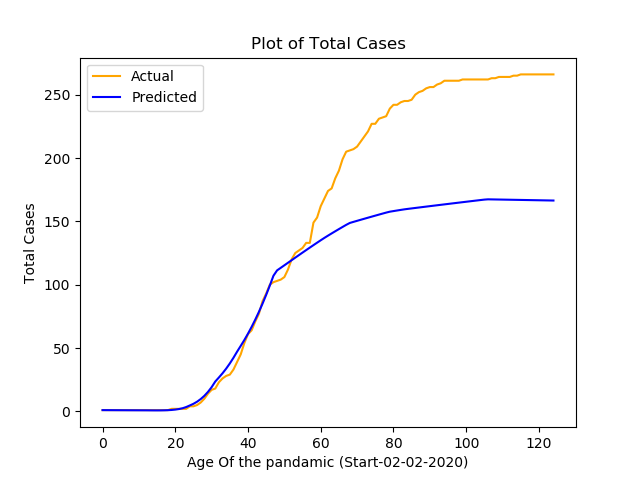 Plot of Total Cases
Actual
Predicted
250
200
150
100
50
0
Total Cases
0 20 40 60 80 100 120
Age Of the pandamic (Start-02-02-2020)